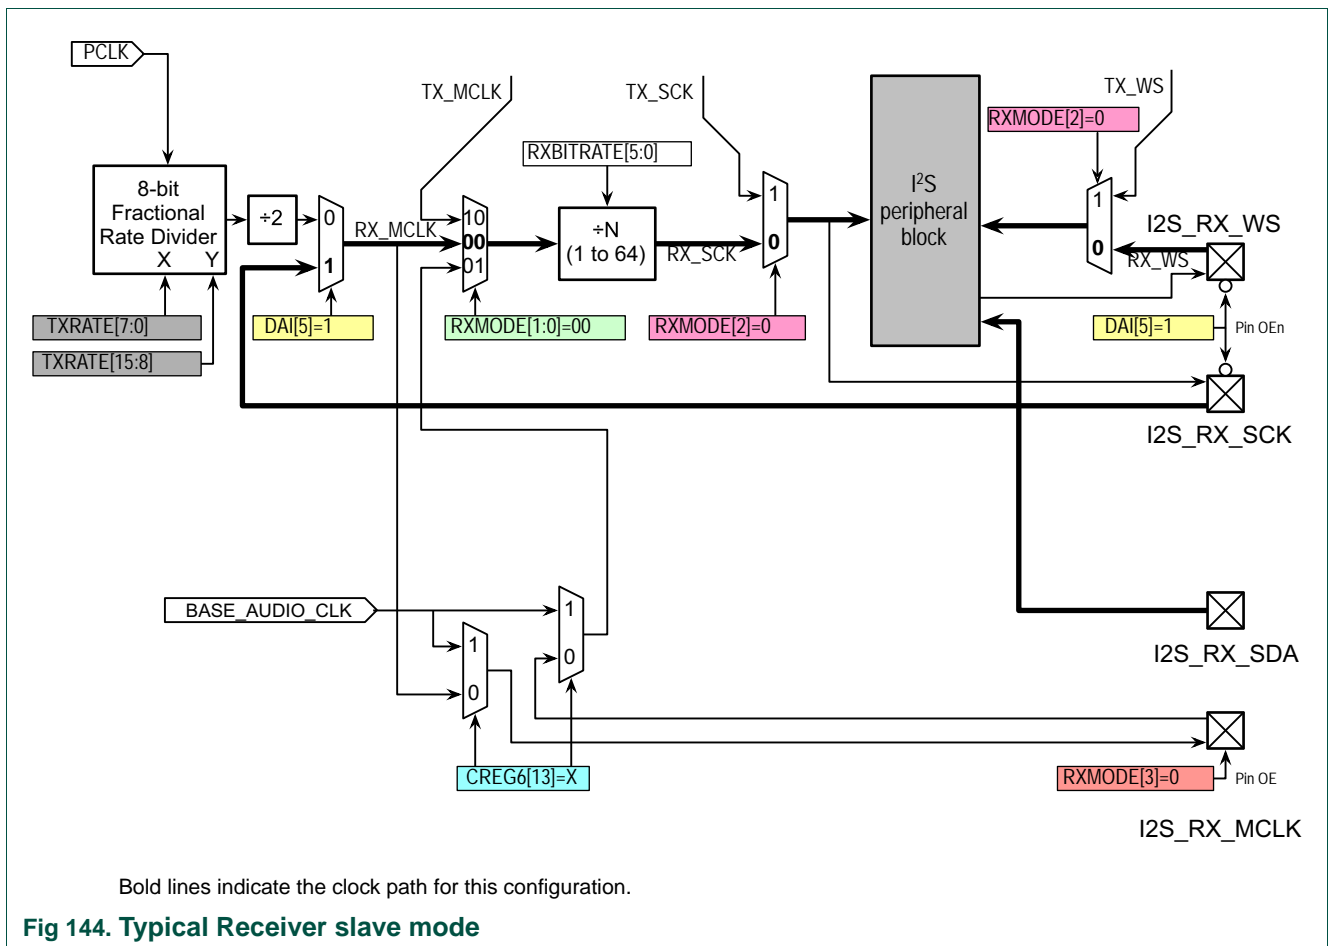 PCLK
TX_MCLK
TX_SCK
TX_WS
RXMODE[2]=0
RXBITRATE[5:0]
8-bit
Fractional
Rate Divider
X Y
÷2
0
1
RX_MCLK
10
00
01
÷N
(1 to 64)
RX_SCK
1
0
I²S
peripheral
block
1
0
I2S_RX_WS
RX_WS
TXRATE[7:0]
DAI[5]=1
RXMODE[1:0]=00
RXMODE[2]=0
DAI[5]=1
Pin OEn
TXRATE[15:8]
I2S_RX_SCK
BASE_AUDIO_CLK
1
0
1
0
I2S_RX_SDA
CREG6[13]=X
RXMODE[3]=0
Pin OE
I2S_RX_MCLK
Bold lines indicate the clock path for this configuration.
Fig 144. Typical Receiver slave mode